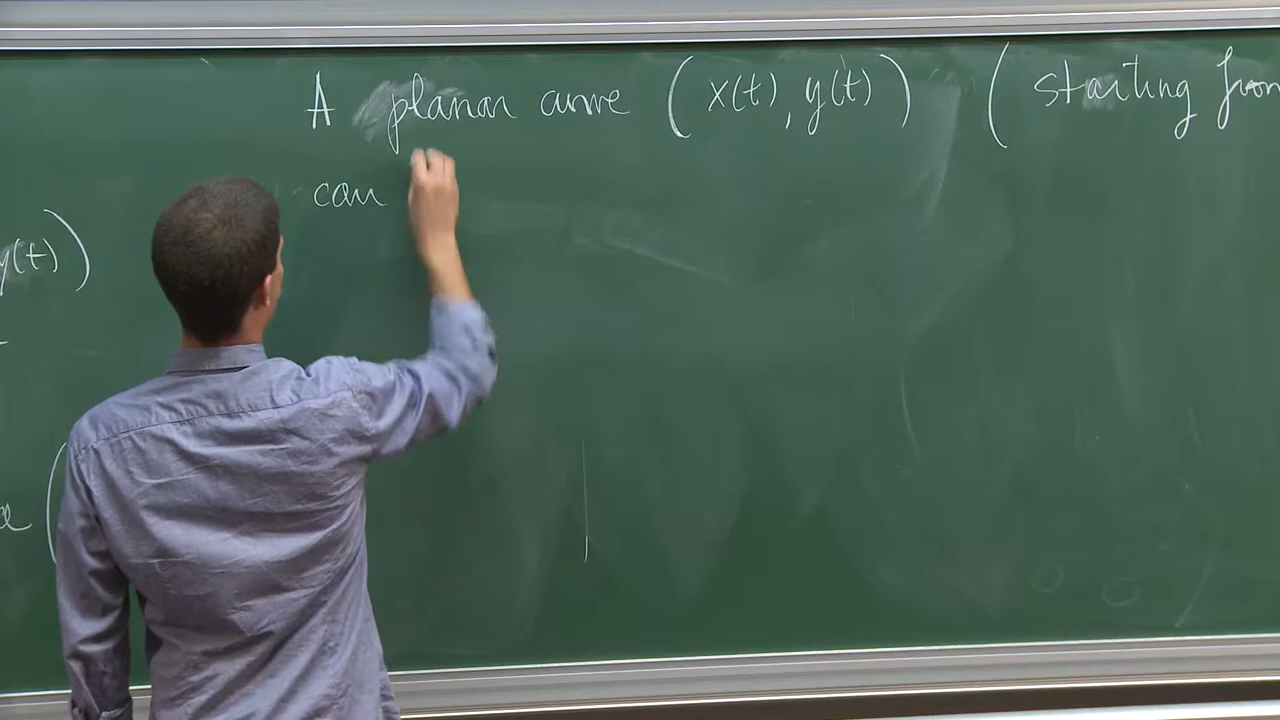 A planar curve (x(t), y(t)) (starting from
can
y(t))